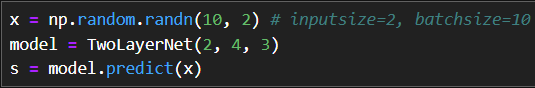 x = np.random.randn(10, 2) # inputsize=2, batchsize=10
model = TwoLayerNet(2, 4, 3)
s = model.predict(x)